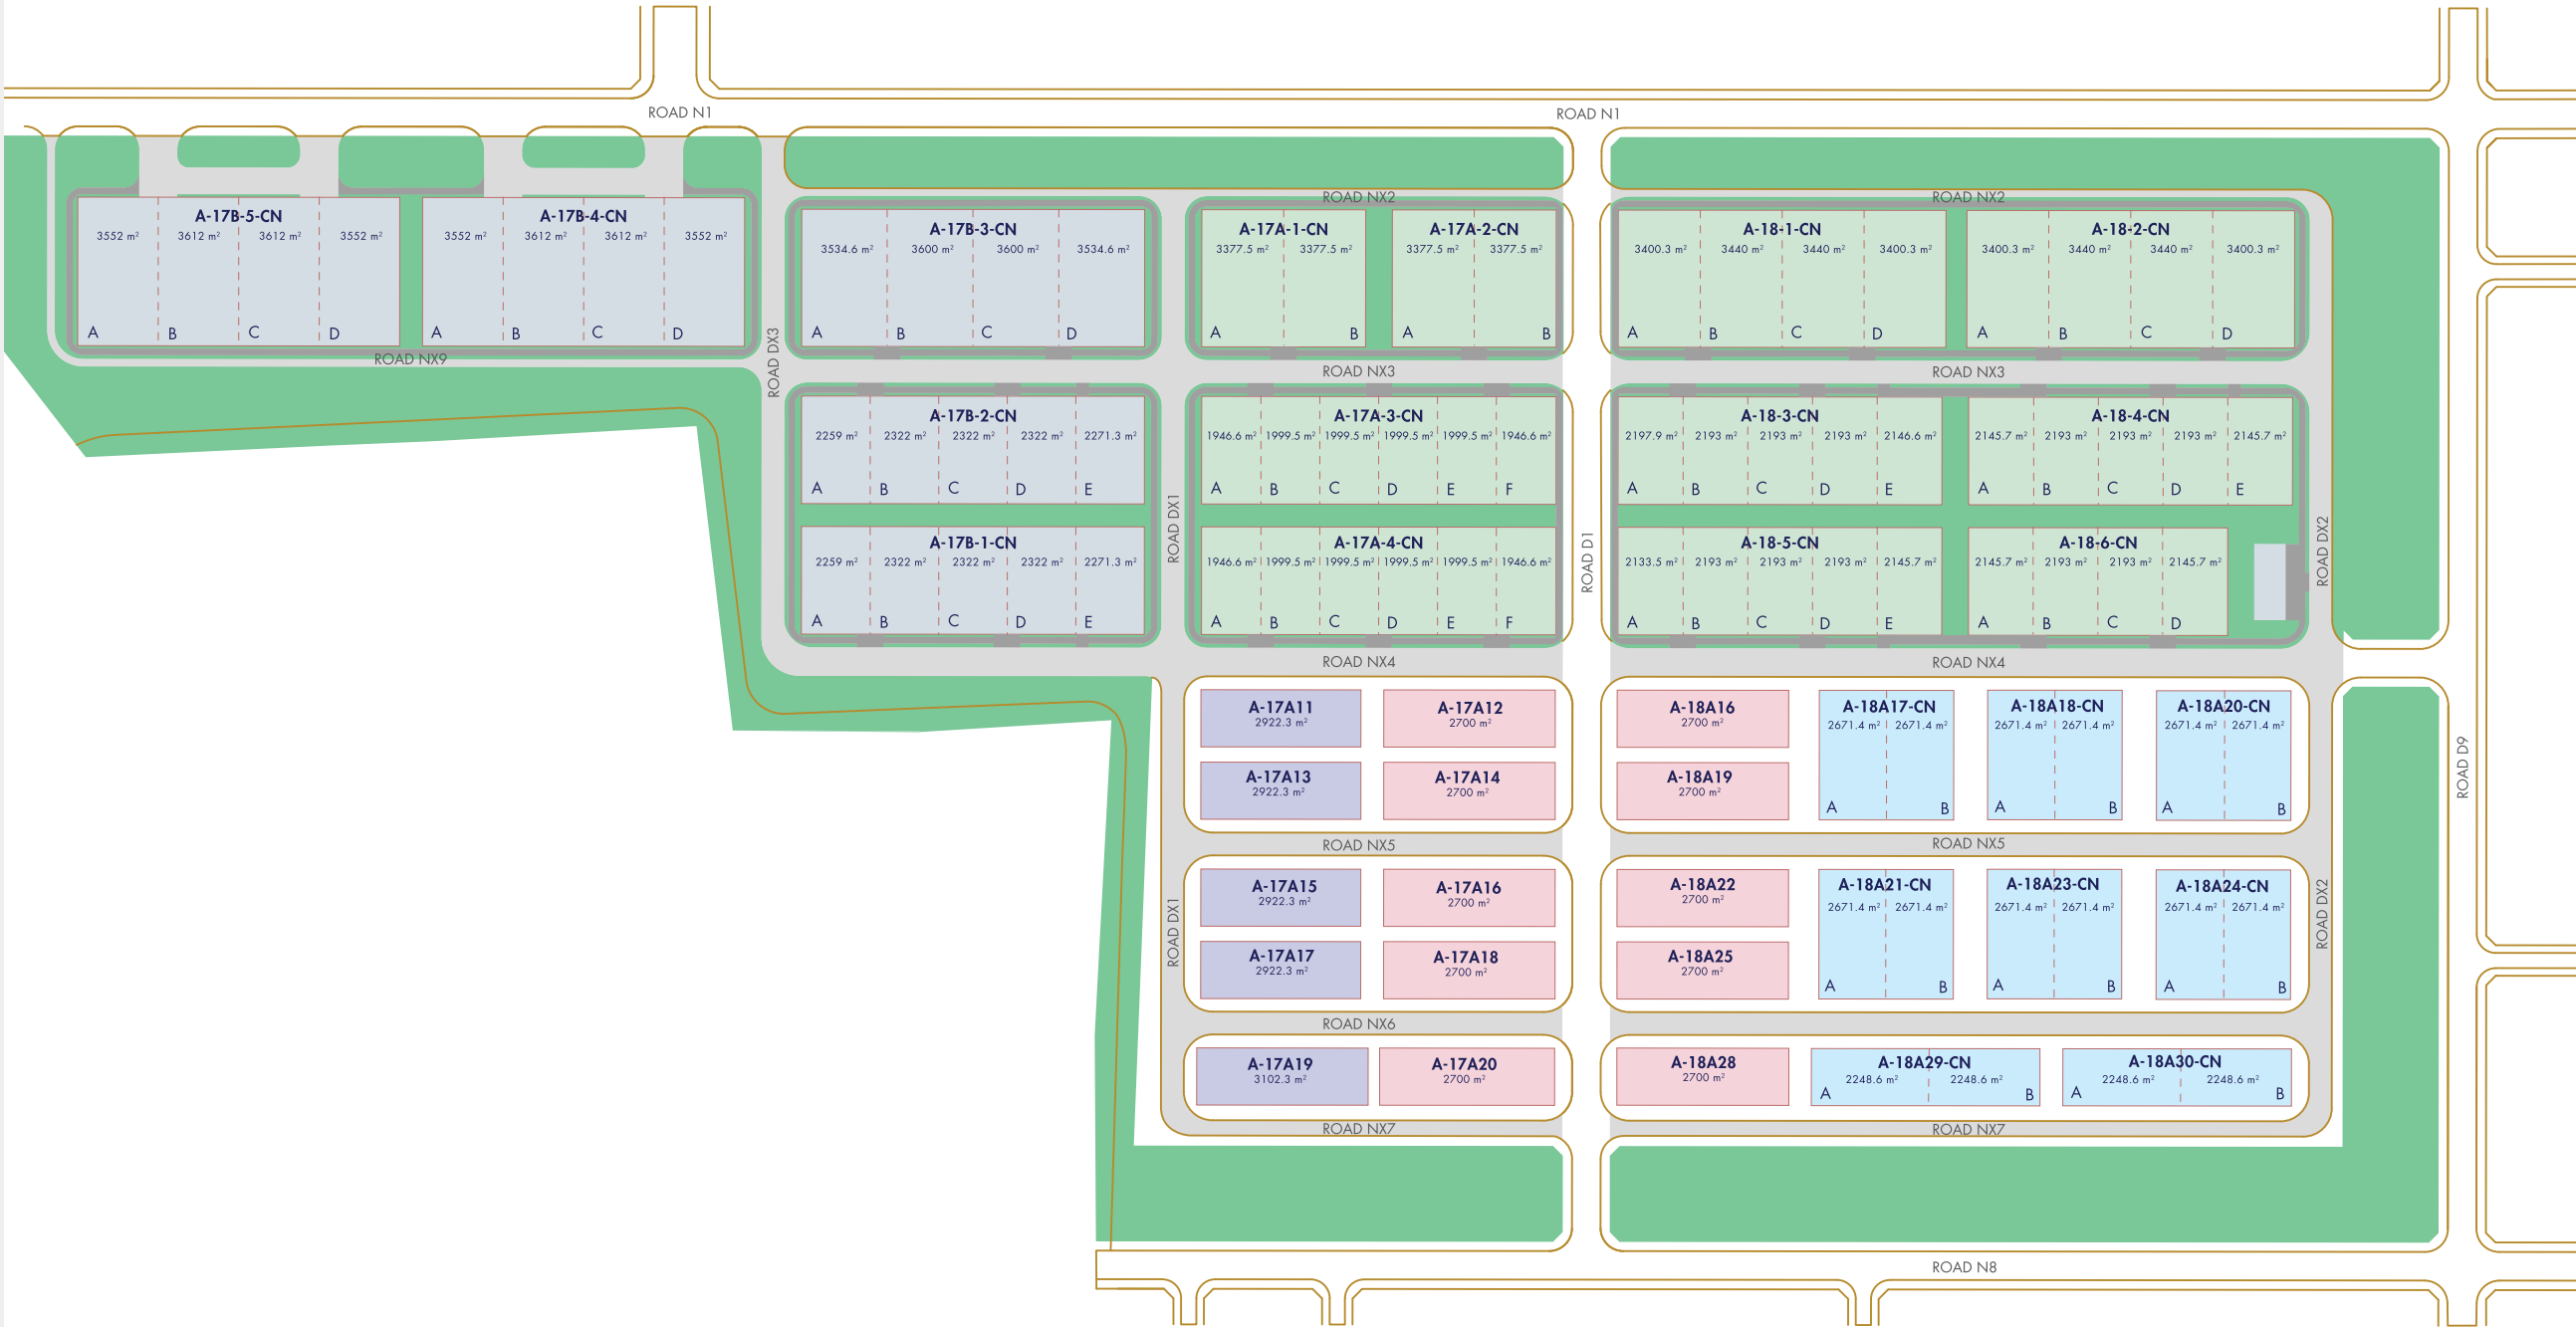 ROAD N1
ROAD N1
ROAD NX2
ROAD NX2
A-17B-5-CN
3552 m² 3612 m² 3612 m² 3552 m²
A B C D
A-17B-4-CN
3552 m² 3612 m² 3612 m² 3552 m²
A B C D
ROAD NX9
ROAD DX3
A-17B-3-CN
3534.6 m² 3600 m² 3600 m² 3534.6 m²
A B C D
A-17A-1-CN
3377.5 m² 3377.5 m²
A B
A-17A-2-CN
3377.5 m² 3377.5 m²
A B
A-18-1-CN
3400.3 m² 3440 m² 3440 m² 3400.3 m²
A B C D
A-18-2-CN
3400.3 m² 3440 m² 3440 m² 3400.3 m²
A B C D
ROAD NX3
ROAD NX3
A-17B-2-CN
2259 m² 2322 m² 2322 m² 2322 m² 2271.3 m²
A B C D E
A-17A-3-CN
1946.6 m² 1999.5 m² 1999.5 m² 1999.5 m² 1999.5 m² 1946.6 m²
A B C D E F
A-18-3-CN
2197.9 m² 2193 m² 2193 m² 2193 m² 2146.6 m²
A B C D E
A-18-4-CN
2145.7 m² 2193 m² 2193 m² 2193 m² 2145.7 m²
A B C D E
ROAD DX1
ROAD D1
ROAD DX2
A-17B-1-CN
2259 m² 2322 m² 2322 m² 2322 m² 2271.3 m²
A B C D E
A-17A-4-CN
1946.6 m² 1999.5 m² 1999.5 m² 1999.5 m² 1999.5 m² 1946.6 m²
A B C D E F
A-18-5-CN
2133.5 m² 2193 m² 2193 m² 2193 m² 2145.7 m²
A B C D E
A-18-6-CN
2145.7 m² 2193 m² 2193 m² 2145.7 m²
A B C D
ROAD NX4
ROAD NX4
A-17A11
2922.3 m²
A-17A12
2700 m²
A-18A16
2700 m²
A-18A17-CN
2671.4 m² 2671.4 m²
A B
A-18A18-CN
2671.4 m² 2671.4 m²
A B
A-18A20-CN
2671.4 m² 2671.4 m²
A B
A-17A13
2922.3 m²
A-17A14
2700 m²
A-18A19
2700 m²
ROAD D9
ROAD NX5
ROAD NX5
A-17A15
2922.3 m²
A-17A16
2700 m²
A-18A22
2700 m²
A-18A21-CN
2671.4 m² 2671.4 m²
A B
A-18A23-CN
2671.4 m² 2671.4 m²
A B
A-18A24-CN
2671.4 m² 2671.4 m²
A B
ROAD DX1
ROAD DX2
A-17A17
2922.3 m²
A-17A18
2700 m²
A-18A25
2700 m²
ROAD NX6
A-17A19
3102.3 m²
A-17A20
2700 m²
A-18A28
2700 m²
A-18A29-CN
2248.6 m² 2248.6 m²
A B
A-18A30-CN
2248.6 m² 2248.6 m²
A B
ROAD NX7
ROAD NX7
ROAD N8